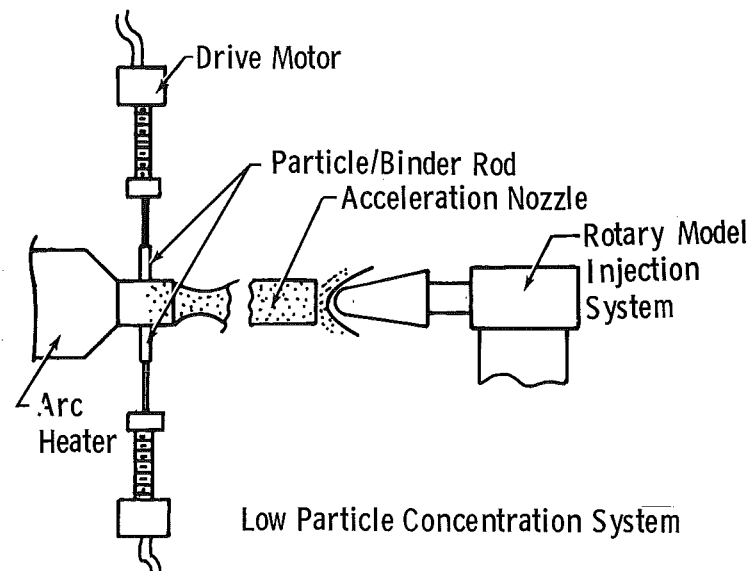 Drive Motor
Particle/Binder Rod
Acceleration Nozzle
Rotary Model
Injection
System
Arc
Heater
Low Particle Concentration System